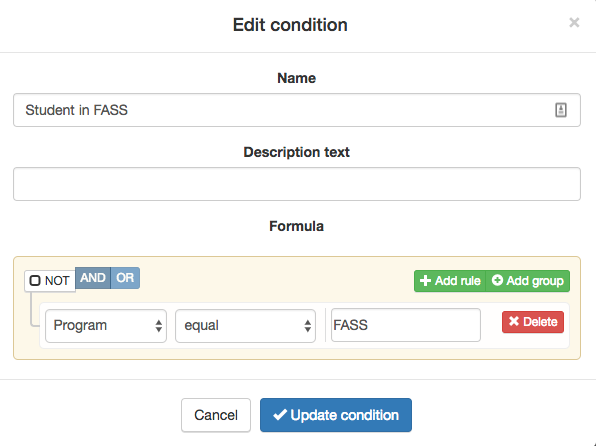 Edit condition ×
Name
Student in FASS
Description text
Formula
NOT AND OR Add rule Add group
Program equal FASS Delete
Cancel Update condition